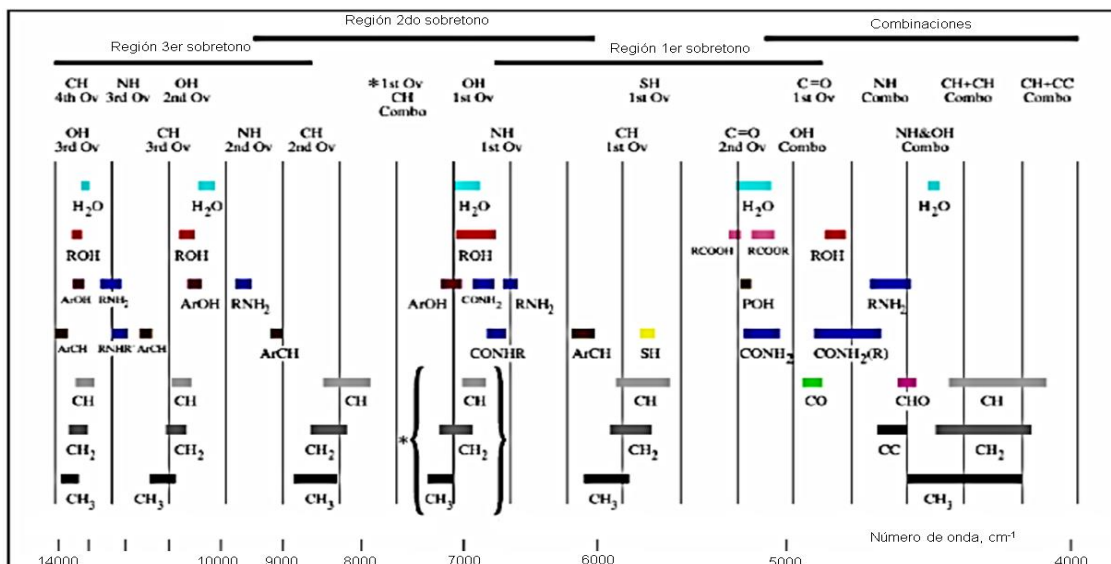 Región 2do sobretono
Combinaciones
Región 3er sobretono
Región 1er sobretono
CH NH OH *1st Ov OH SH C=O NH CH+CH CH+CC
4th Ov 3rd Ov 2nd Ov CH 1st Ov 1st Ov 1st Ov Combo Combo Combo
Combo
OH CH NH CH NH CH C=O OH NH&OH
3rd Ov 3rd Ov 2nd Ov 2nd Ov 1st Ov 1st Ov 2nd Ov Combo Combo
H₂O H₂O H₂O H₂O H₂O
ROH ROH ROH RCOOH RCOOR ROH
ArOH RNH₂ ArOH RNH₂ ArOH CONH₂ RNH₂ POH RNH₂
ArCH RNHR' ArCH ArCH CONHR ArCH SH CONH₂ CONH₂(R)
CH CH CH CH CH CO CHO CH
* CH₂ CH₂ CH₂ CH₂ CH₂ CC CH₂
CH₃ CH₃ CH₃ CH₃ CH₃ CH₃
Número de onda, cm⁻¹
14000 10000 9000 8000 7000 6000 5000 4000